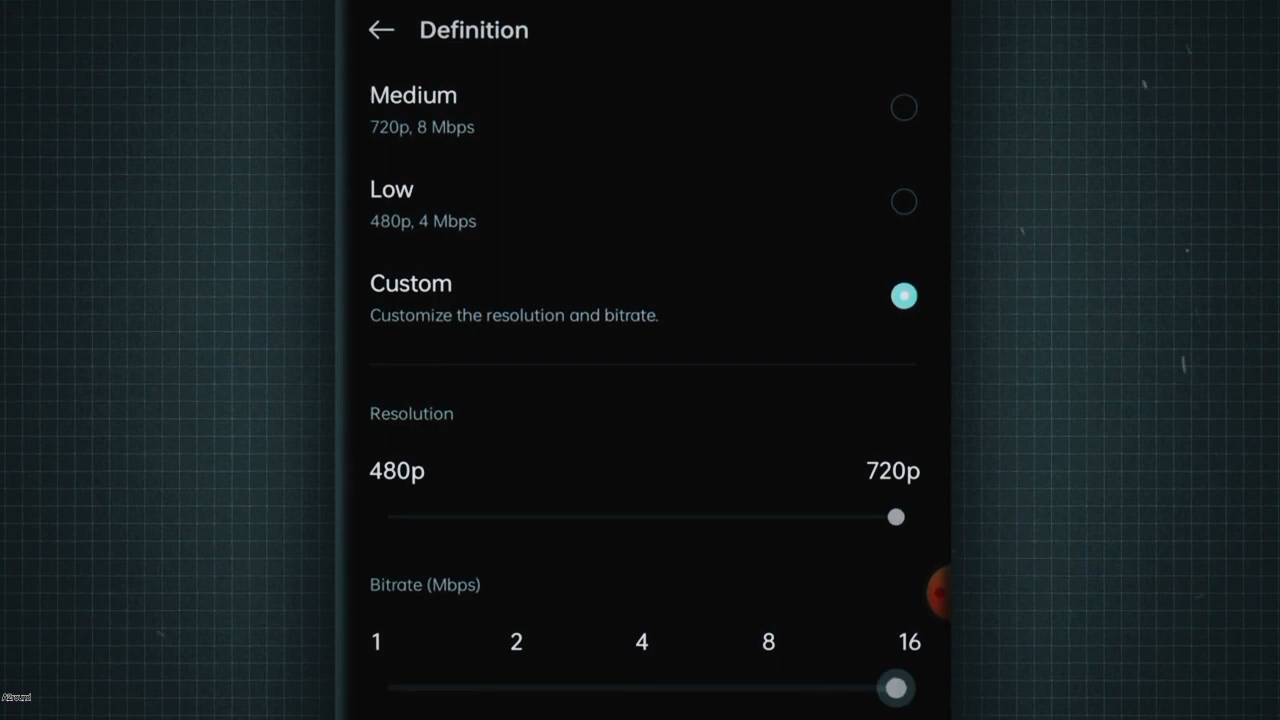 Definition
Medium
720p, 8 Mbps
Low
480p, 4 Mbps
Custom
Customize the resolution and bitrate.
Resolution
480p 720p
Bitrate (Mbps)
1 2 4 8 16
A2round